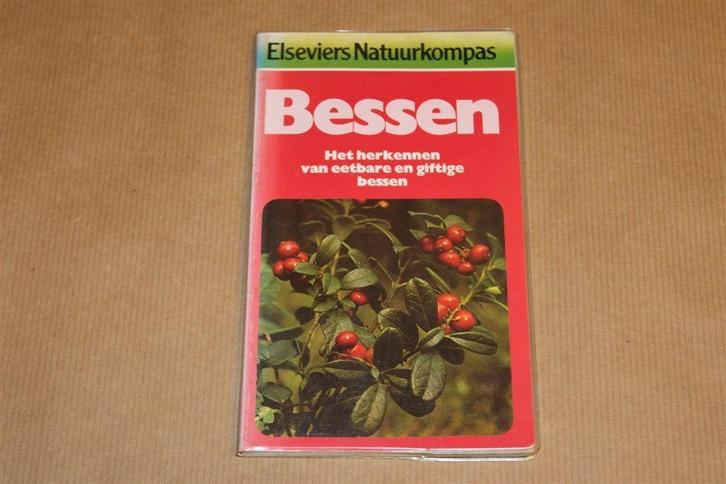 Elseviers Natuurkompas
Bessen
Het herkennen
van eetbare en giftige
bessen